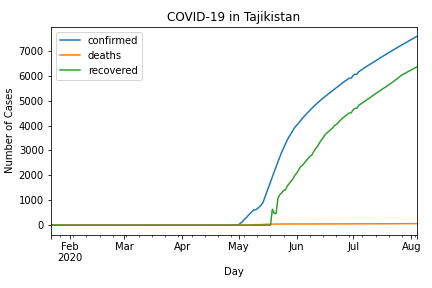 COVID-19 in Tajikistan
confirmed
deaths
recovered
Number of Cases
7000
6000
5000
4000
3000
2000
1000
0
Feb Mar Apr May Jun Jul Aug
2020
Day